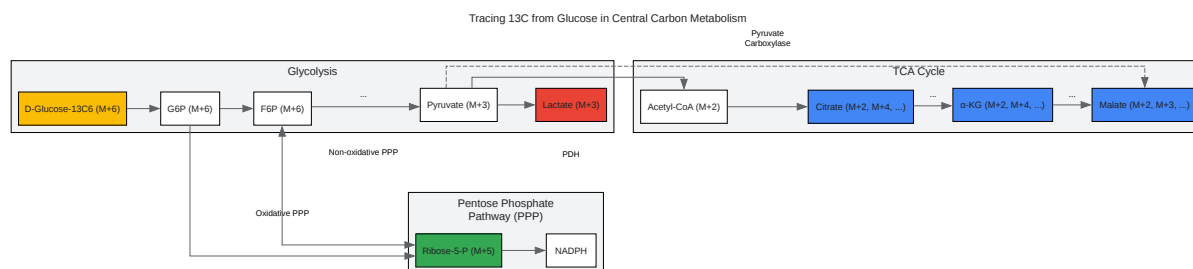 Tracing 13C from Glucose in Central Carbon Metabolism
Pyruvate
Carboxylase
Glycolysis
TCA Cycle
D-Glucose-13C6 (M+6)
G6P (M+6)
F6P (M+6)
...
Pyruvate (M+3)
Lactate (M+3)
Acetyl-CoA (M+2)
Citrate (M+2, M+4, ...)
...
α-KG (M+2, M+4, ...)
...
Malate (M+2, M+3, ...)
Non-oxidative PPP
PDH
Oxidative PPP
Pentose Phosphate
Pathway (PPP)
Ribose-5-P (M+5)
NADPH